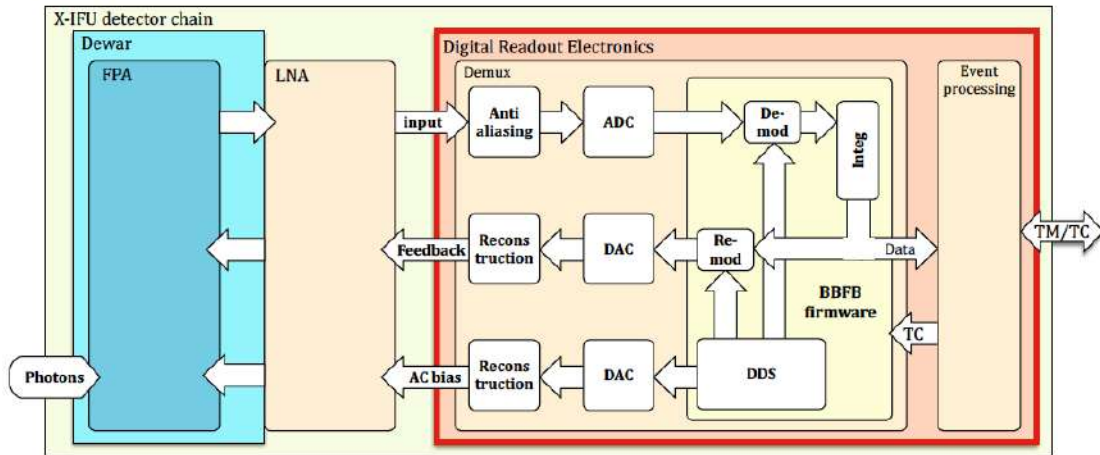 X-IFU detector chain
Dewar
FPA
LNA
Digital Readout Electronics
Demux
Event
processing
input
Anti
aliasing
ADC
De-
mod
Integ
Feedback
Recons
truction
DAC
Re-
mod
Data
TM/TC
BBFB
firmware
TC
Photons
AC bias
Recons
truction
DAC
DDS